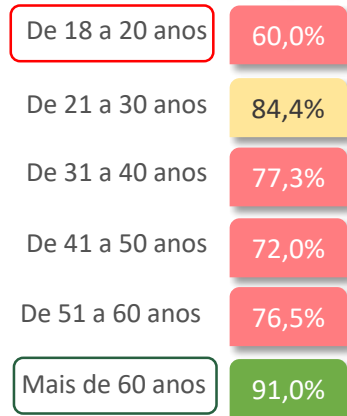 De 18 a 20 anos 60,0%
De 21 a 30 anos 84,4%
De 31 a 40 anos 77,3%
De 41 a 50 anos 72,0%
De 51 a 60 anos 76,5%
Mais de 60 anos 91,0%